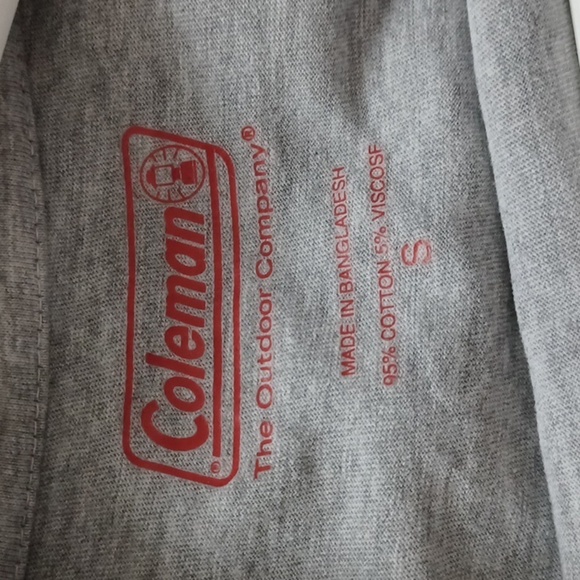 Coleman®
The Outdoor Company®
MADE IN BANGLADESH
95% COTTON 5% VISCOSE
S